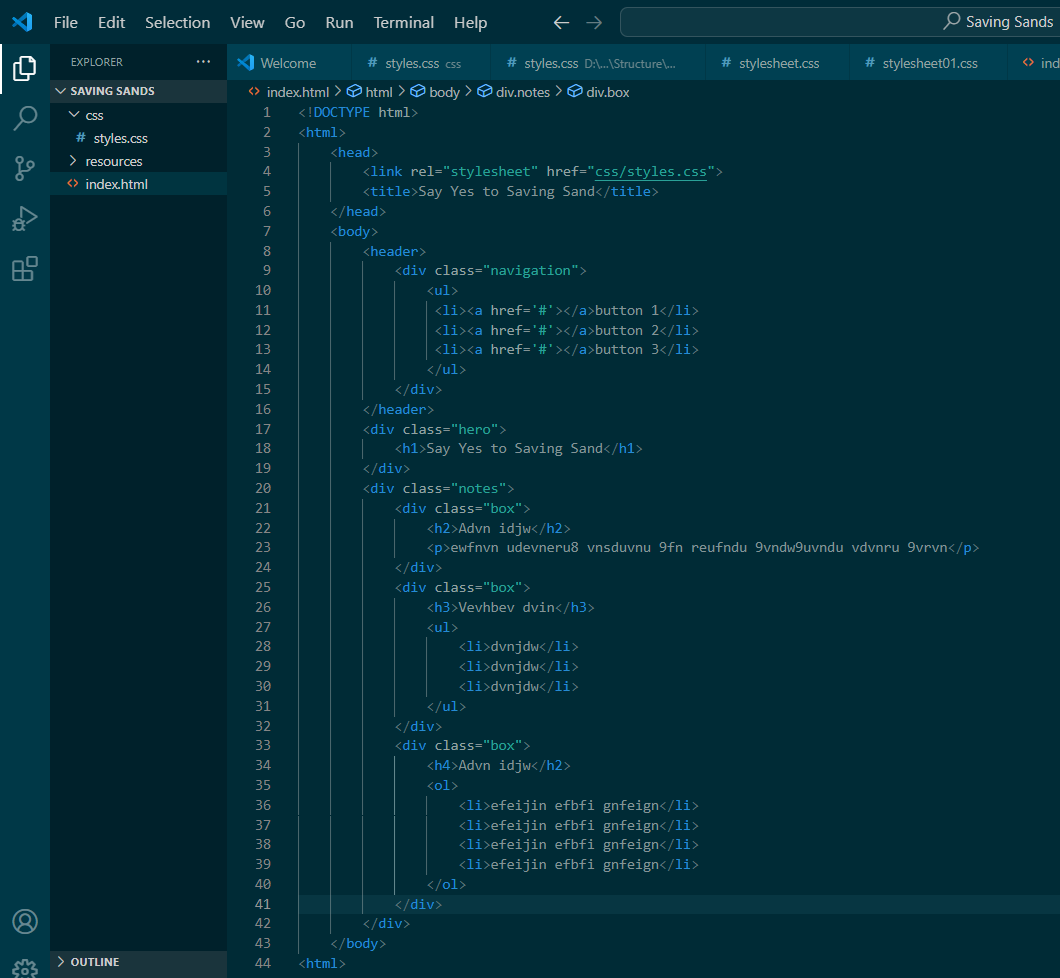 File Edit Selection View Go Run Terminal Help Saving Sands
EXPLORER ··· Welcome # styles.css css # styles.css D:\...\Structure\... # stylesheet.css # stylesheet01.css <> ind
SAVING SANDS
css
# styles.css
resources
<> index.html
<> index.html > html > body > div.notes > div.box
1 <!DOCTYPE html>
2 <html>
3 <head>
4 <link rel="stylesheet" href="css/styles.css">
5 <title>Say Yes to Saving Sand</title>
6 </head>
7 <body>
8 <header>
9 <div class="navigation">
10 <ul>
11 <li><a href='#'></a>button 1</li>
12 <li><a href='#'></a>button 2</li>
13 <li><a href='#'></a>button 3</li>
14 </ul>
15 </div>
16 </header>
17 <div class="hero">
18 <h1>Say Yes to Saving Sand</h1>
19 </div>
20 <div class="notes">
21 <div class="box">
22 <h2>Advn idjw</h2>
23 <p>ewfnvn udevneru8 vnsduvnu 9fn reufndu 9vndw9uvndu vdvnru 9vrvn</p>
24 </div>
25 <div class="box">
26 <h3>Vevhbev dvin</h3>
27 <ul>
28 <li>dvnjdw</li>
29 <li>dvnjdw</li>
30 <li>dvnjdw</li>
31 </ul>
32 </div>
33 <div class="box">
34 <h4>Advn idjw</h2>
35 <ol>
36 <li>efeijin efbfi gnfeign</li>
37 <li>efeijin efbfi gnfeign</li>
38 <li>efeijin efbfi gnfeign</li>
39 <li>efeijin efbfi gnfeign</li>
40 </ol>
41 </div>
42 </div>
43 </body>
44 <html>
OUTLINE